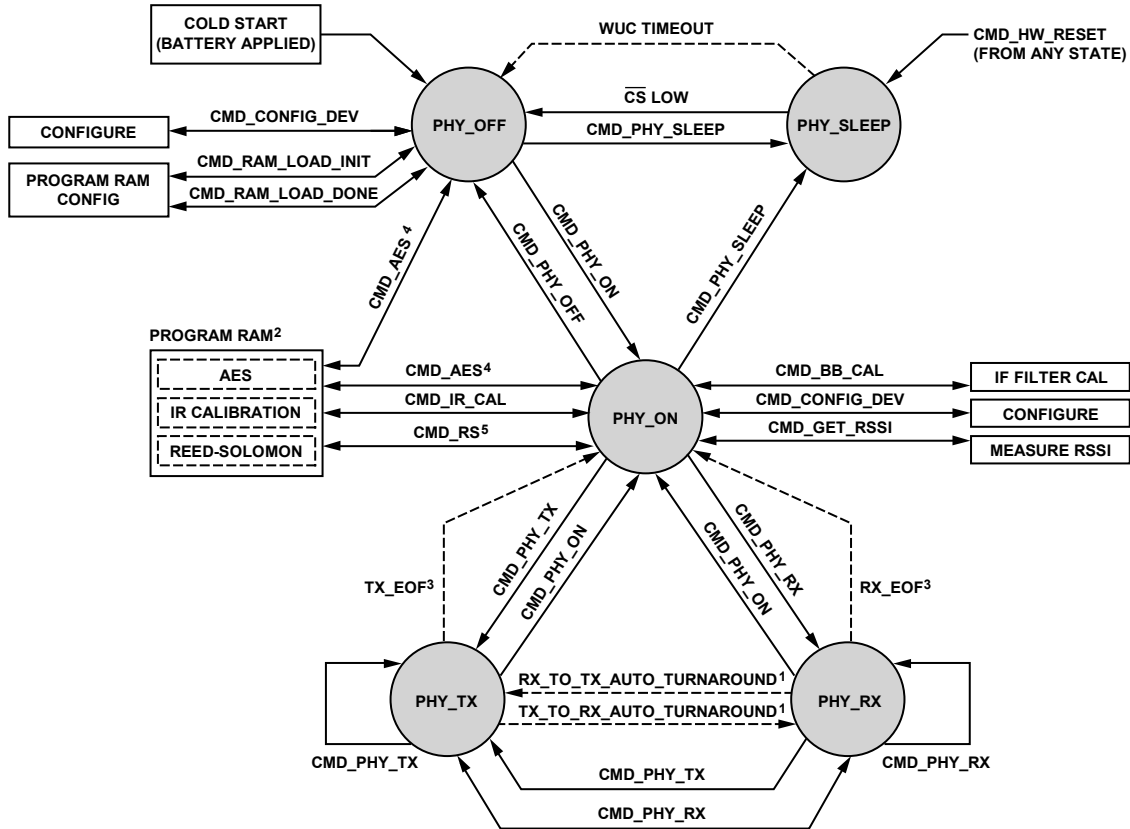 COLD START
(BATTERY APPLIED)
WUC TIMEOUT
CMD_HW_RESET
(FROM ANY STATE)
CS LOW
CMD_CONFIG_DEV
CONFIGURE
PHY_OFF
CMD_PHY_SLEEP
PHY_SLEEP
CMD_RAM_LOAD_INIT
PROGRAM RAM
CONFIG
CMD_RAM_LOAD_DONE
CMD_AES 4
CMD_PHY_OFF
CMD_PHY_ON
CMD_PHY_SLEEP
PROGRAM RAM2
AES
IR CALIBRATION
REED-SOLOMON
CMD_AES4
CMD_IR_CAL
CMD_RS5
PHY_ON
CMD_BB_CAL
CMD_CONFIG_DEV
CMD_GET_RSSI
IF FILTER CAL
CONFIGURE
MEASURE RSSI
TX_EOF3
CMD_PHY_TX
CMD_PHY_ON
CMD_PHY_ON
CMD_PHY_RX
RX_EOF3
PHY_TX
RX_TO_TX_AUTO_TURNAROUND1
TX_TO_RX_AUTO_TURNAROUND1
PHY_RX
CMD_PHY_TX
CMD_PHY_TX
CMD_PHY_RX
CMD_PHY_RX